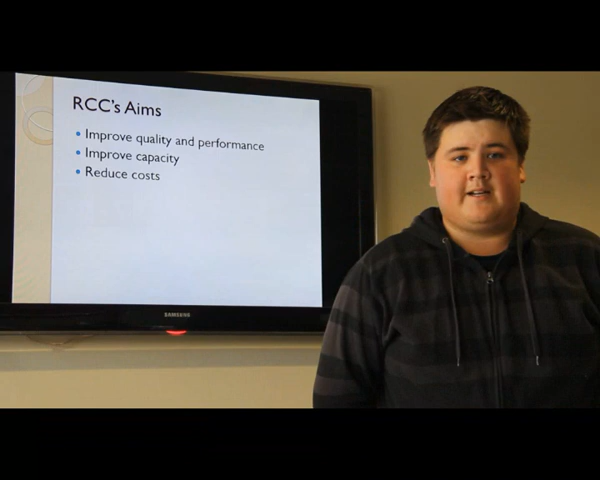 RCC's Aims
Improve quality and performance
Improve capacity
Reduce costs
SAMSUNG